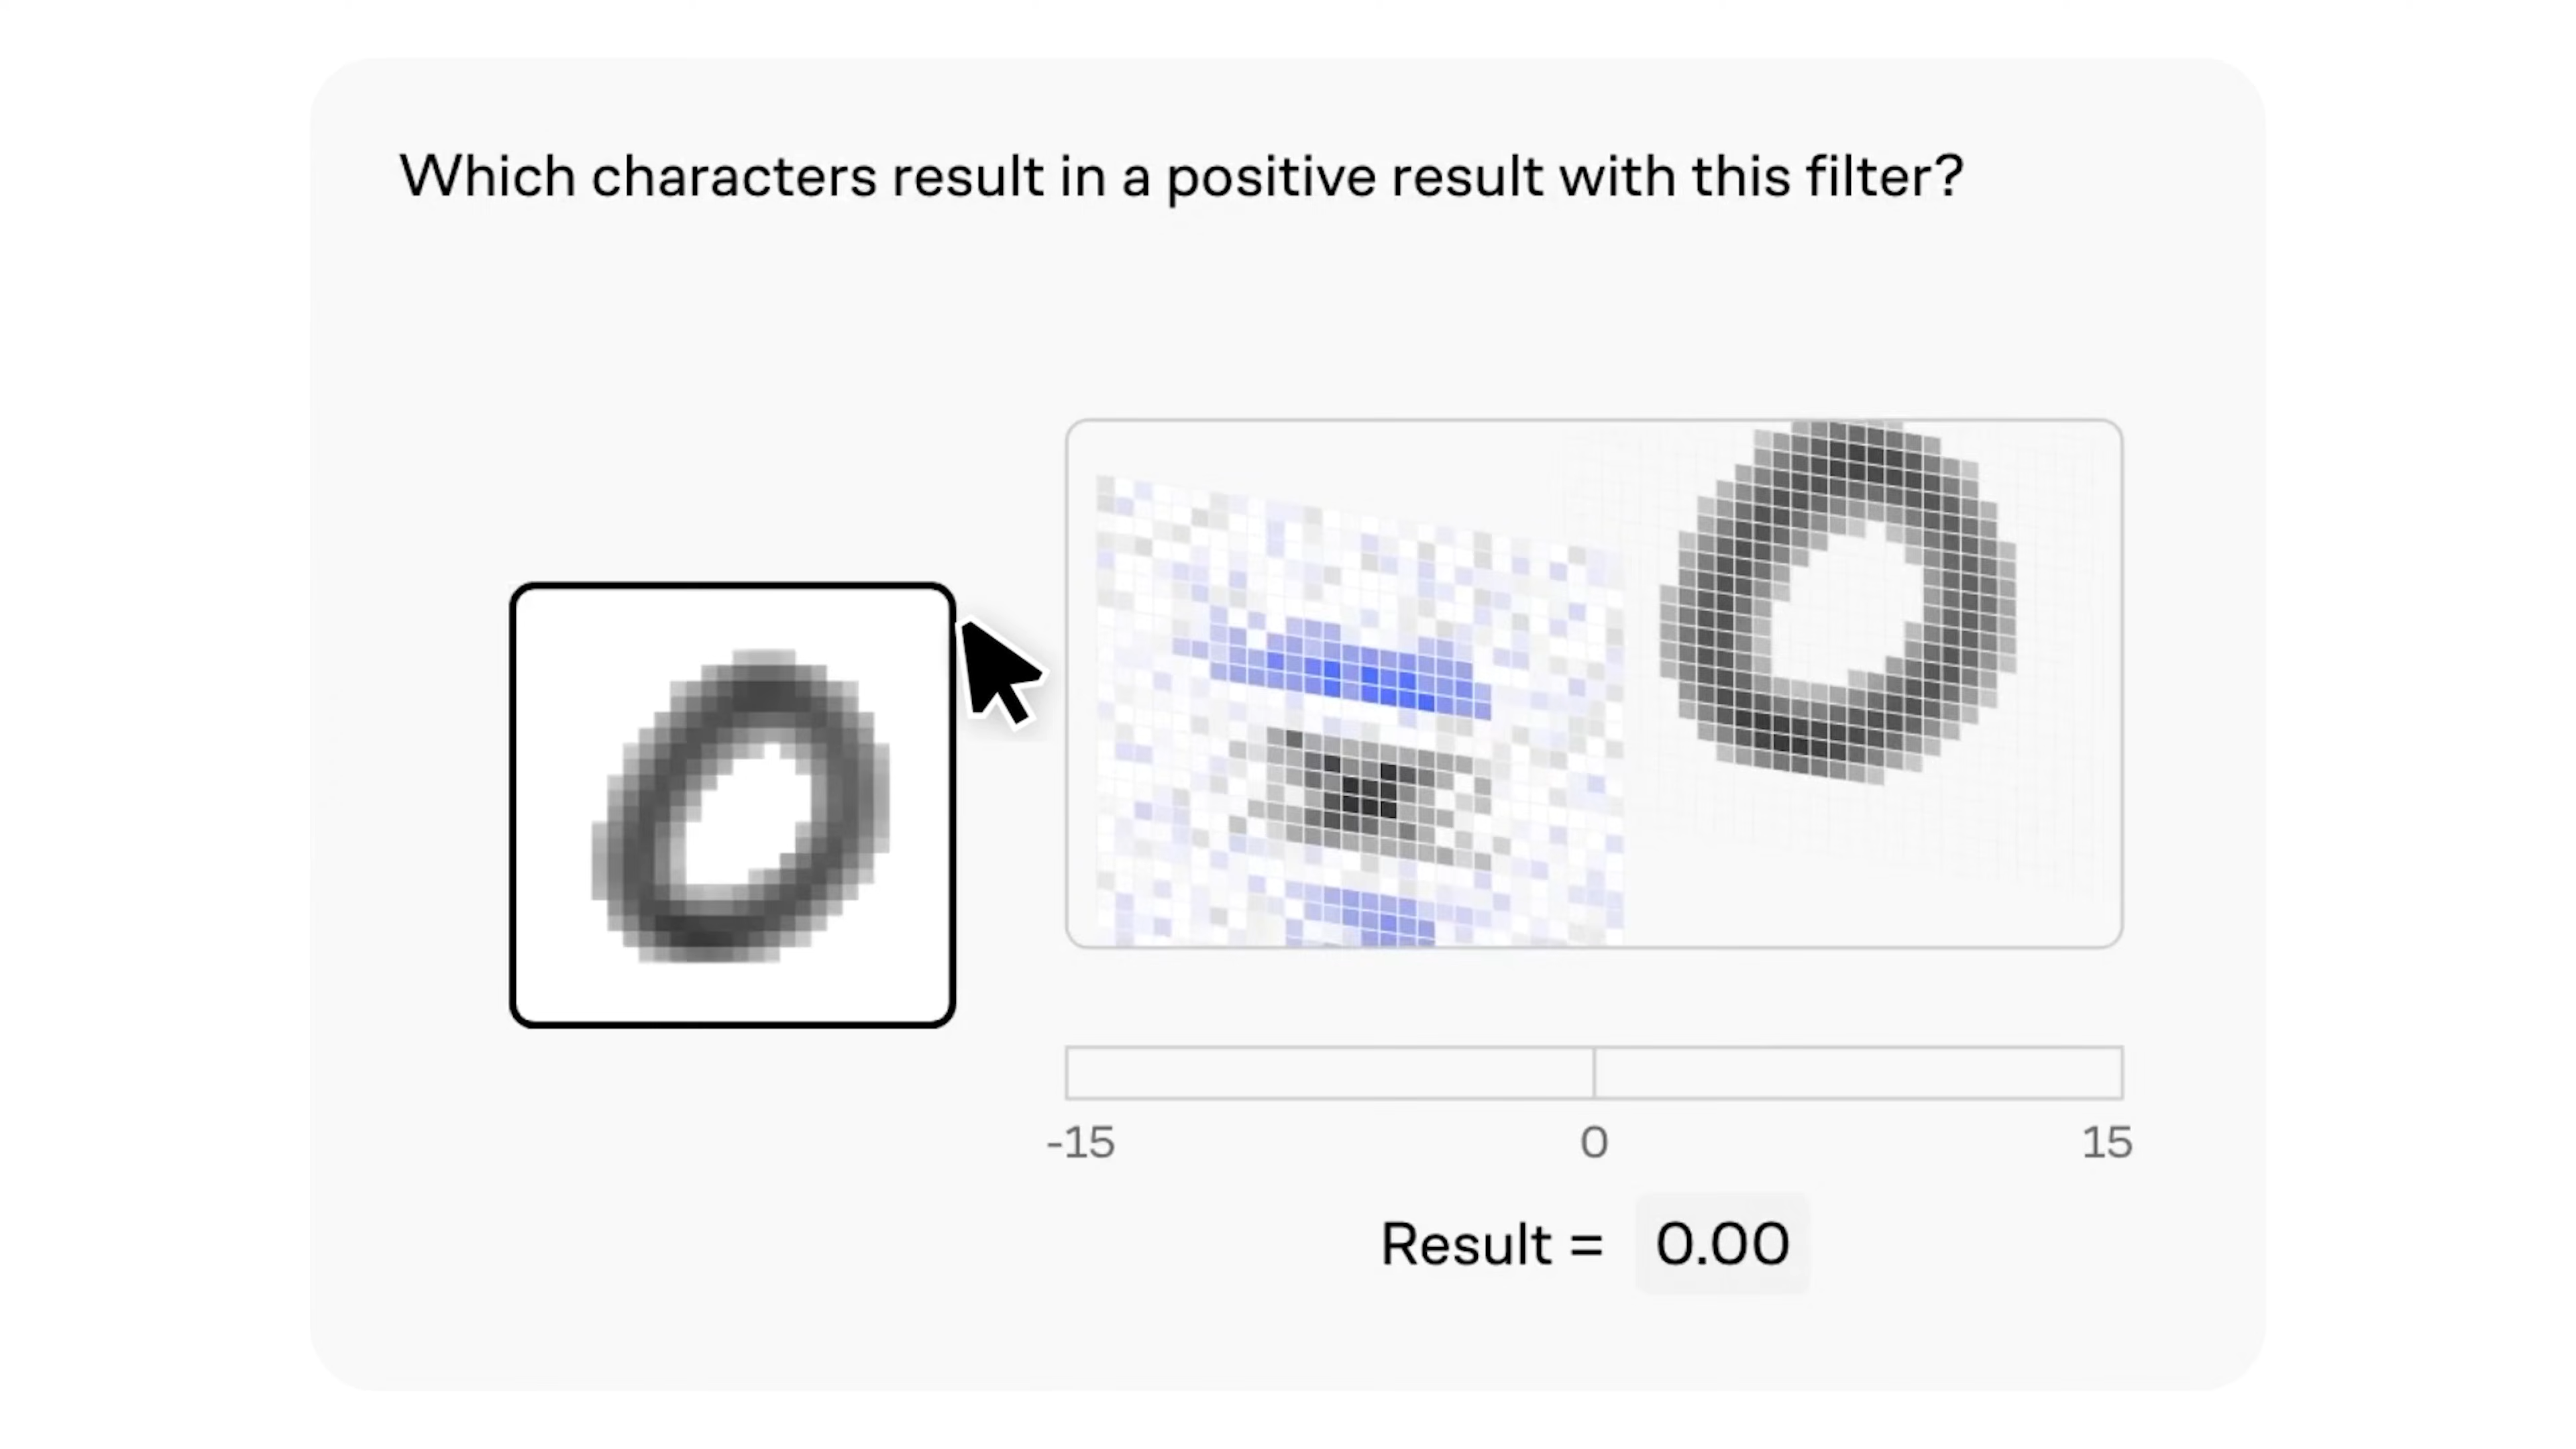 Which characters result in a positive result with this filter?
-15 0 15
Result = 0.00